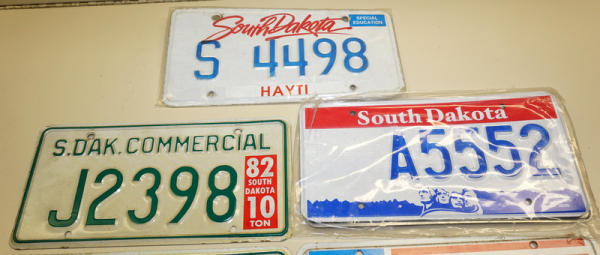 South Dakota
SPECIAL
EDUCATION
S 4498
HAYTI
S.DAK.COMMERCIAL
J2398
82
SOUTH
DAKOTA
10
TON
South Dakota
A5552